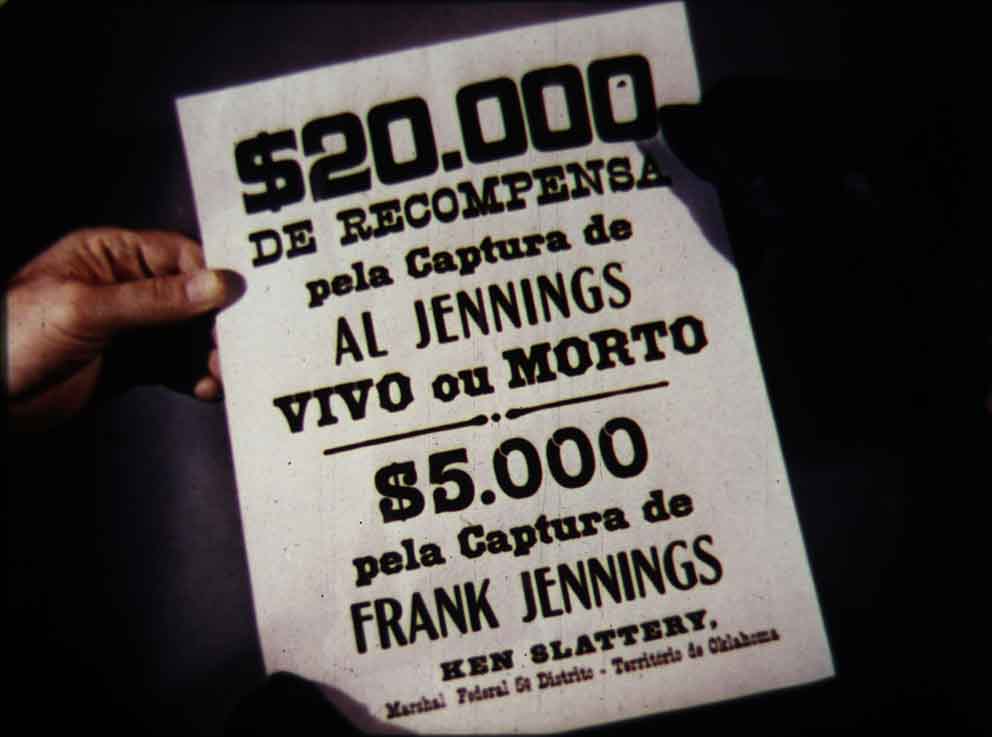 $20.000
DE RECOMPENSA
pela Captura de
AL JENNINGS
VIVO ou MORTO
$5.000
pela Captura de
FRANK JENNINGS
KEN SLATTERY,
Marshal Federal 6º Distrito - Território de Oklahoma